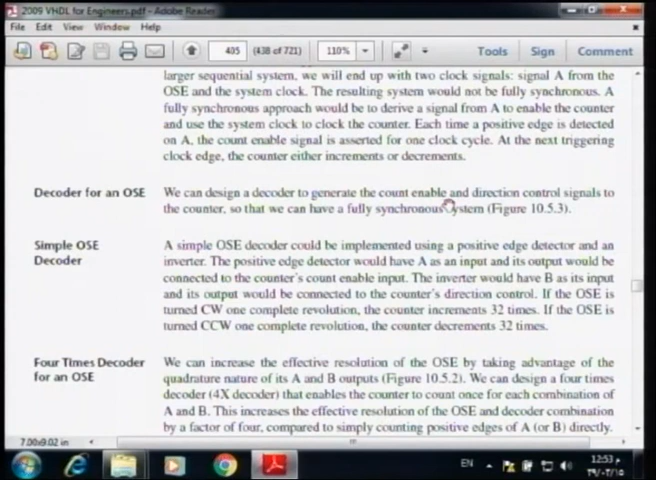 2009 VHDL for Engineers.pdf - Adobe Reader
File Edit View Window Help
405 (438 of 721) 110% Tools Sign Comment
larger sequential system, we will end up with two clock signals: signal A from the
OSE and the system clock. The resulting system would not be fully synchronous. A
fully synchronous approach would be to derive a signal from A to enable the counter
and use the system clock to clock the counter. Each time a positive edge is detected
on A, the count enable signal is asserted for one clock cycle. At the next triggering
clock edge, the counter either increments or decrements.
Decoder for an OSE We can design a decoder to generate the count enable and direction control signals to
the counter, so that we can have a fully synchronous system (Figure 10.5.3).
Simple OSE A simple OSE decoder could be implemented using a positive edge detector and an
Decoder inverter. The positive edge detector would have A as an input and its output would be
connected to the counter's count enable input. The inverter would have B as its input
and its output would be connected to the counter's direction control. If the OSE is
turned CW one complete revolution, the counter increments 32 times. If the OSE is
turned CCW one complete revolution, the counter decrements 32 times.
Four Times Decoder We can increase the effective resolution of the OSE by taking advantage of the
for an OSE quadrature nature of its A and B outputs (Figure 10.5.2). We can design a four times
decoder (4X decoder) that enables the counter to count once for each combination of
A and B. This increases the effective resolution of the OSE and decoder combination
by a factor of four, compared to simply counting positive edges of A (or B) directly.
7.00x9.02 in
EN 12:53 م